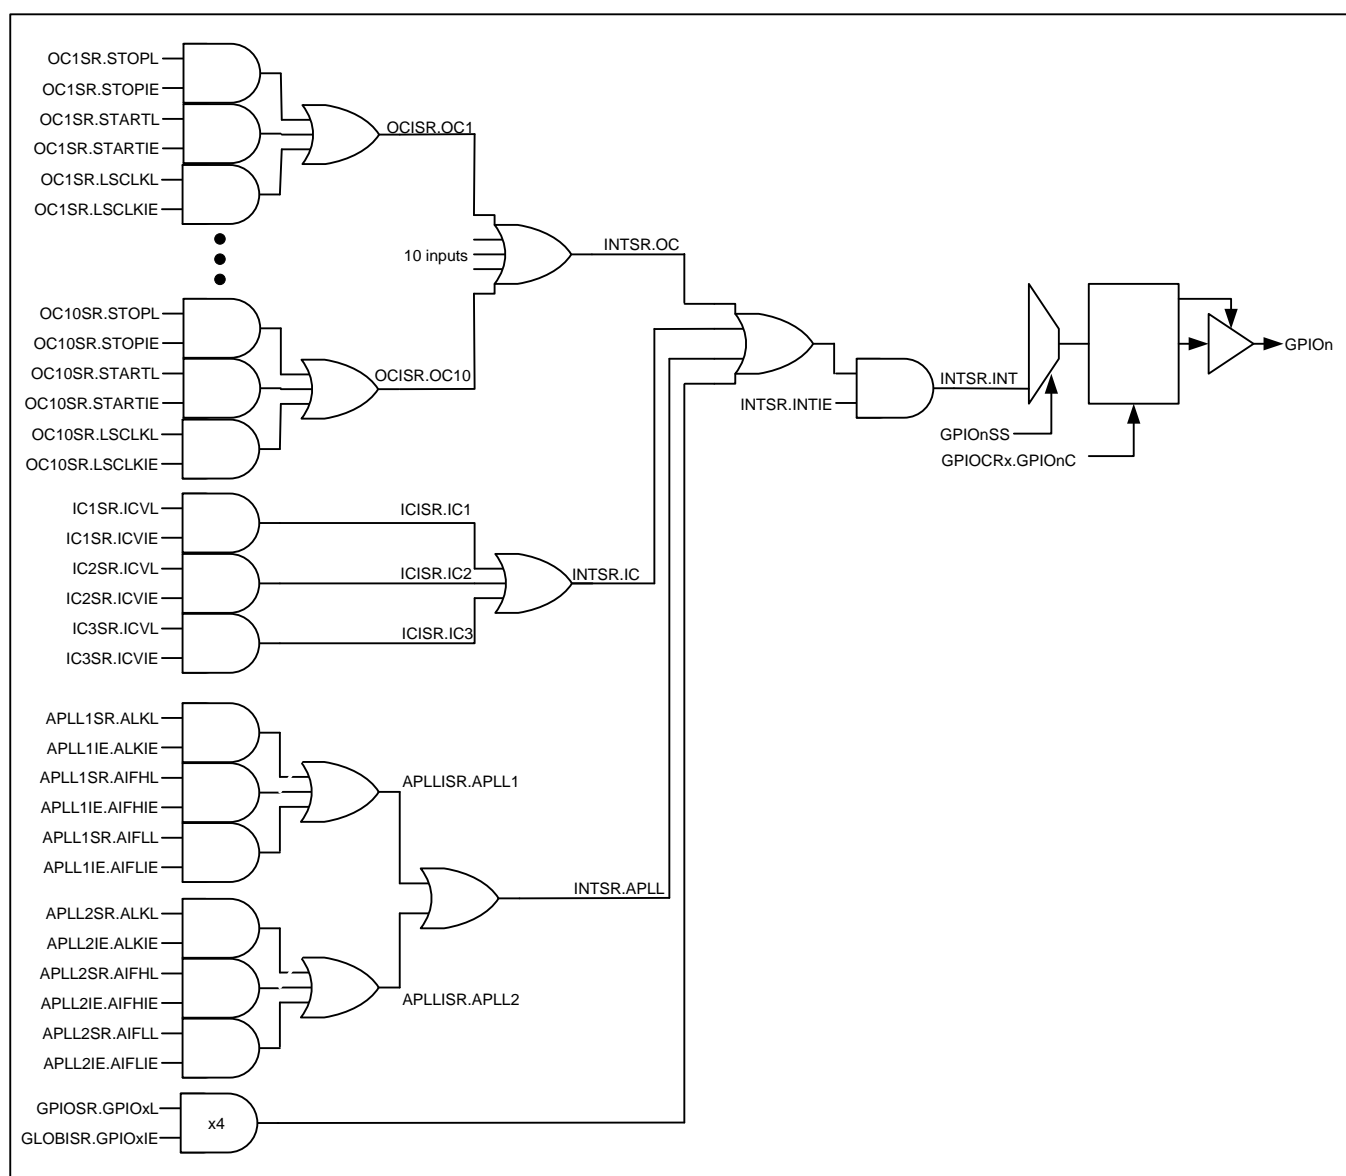 OC1SR.STOPL
OC1SR.STOPIE
OC1SR.STARTL
OC1SR.STARTIE
OC1SR.LSCLKL
OC1SR.LSCLKIE
OCISR.OC1
10 inputs
INTSR.OC
OC10SR.STOPL
OC10SR.STOPIE
OC10SR.STARTL
OC10SR.STARTIE
OC10SR.LSCLKL
OC10SR.LSCLKIE
OCISR.OC10
INTSR.INTIE
INTSR.INT
GPIOnSS
GPIOCRx.GPIOnC
GPIOn
IC1SR.ICVL
IC1SR.ICVIE
IC2SR.ICVL
IC2SR.ICVIE
IC3SR.ICVL
IC3SR.ICVIE
ICISR.IC1
ICISR.IC2
ICISR.IC3
INTSR.IC
APLL1SR.ALKL
APLL1IE.ALKIE
APLL1SR.AIFHL
APLL1IE.AIFHIE
APLL1SR.AIFLL
APLL1IE.AIFLIE
APLLISR.APLL1
INTSR.APLL
APLL2SR.ALKL
APLL2IE.ALKIE
APLL2SR.AIFHL
APLL2IE.AIFHIE
APLL2SR.AIFLL
APLL2IE.AIFLIE
APLLISR.APLL2
GPIOSR.GPIOxL
GLOBISR.GPIOxIE
x4